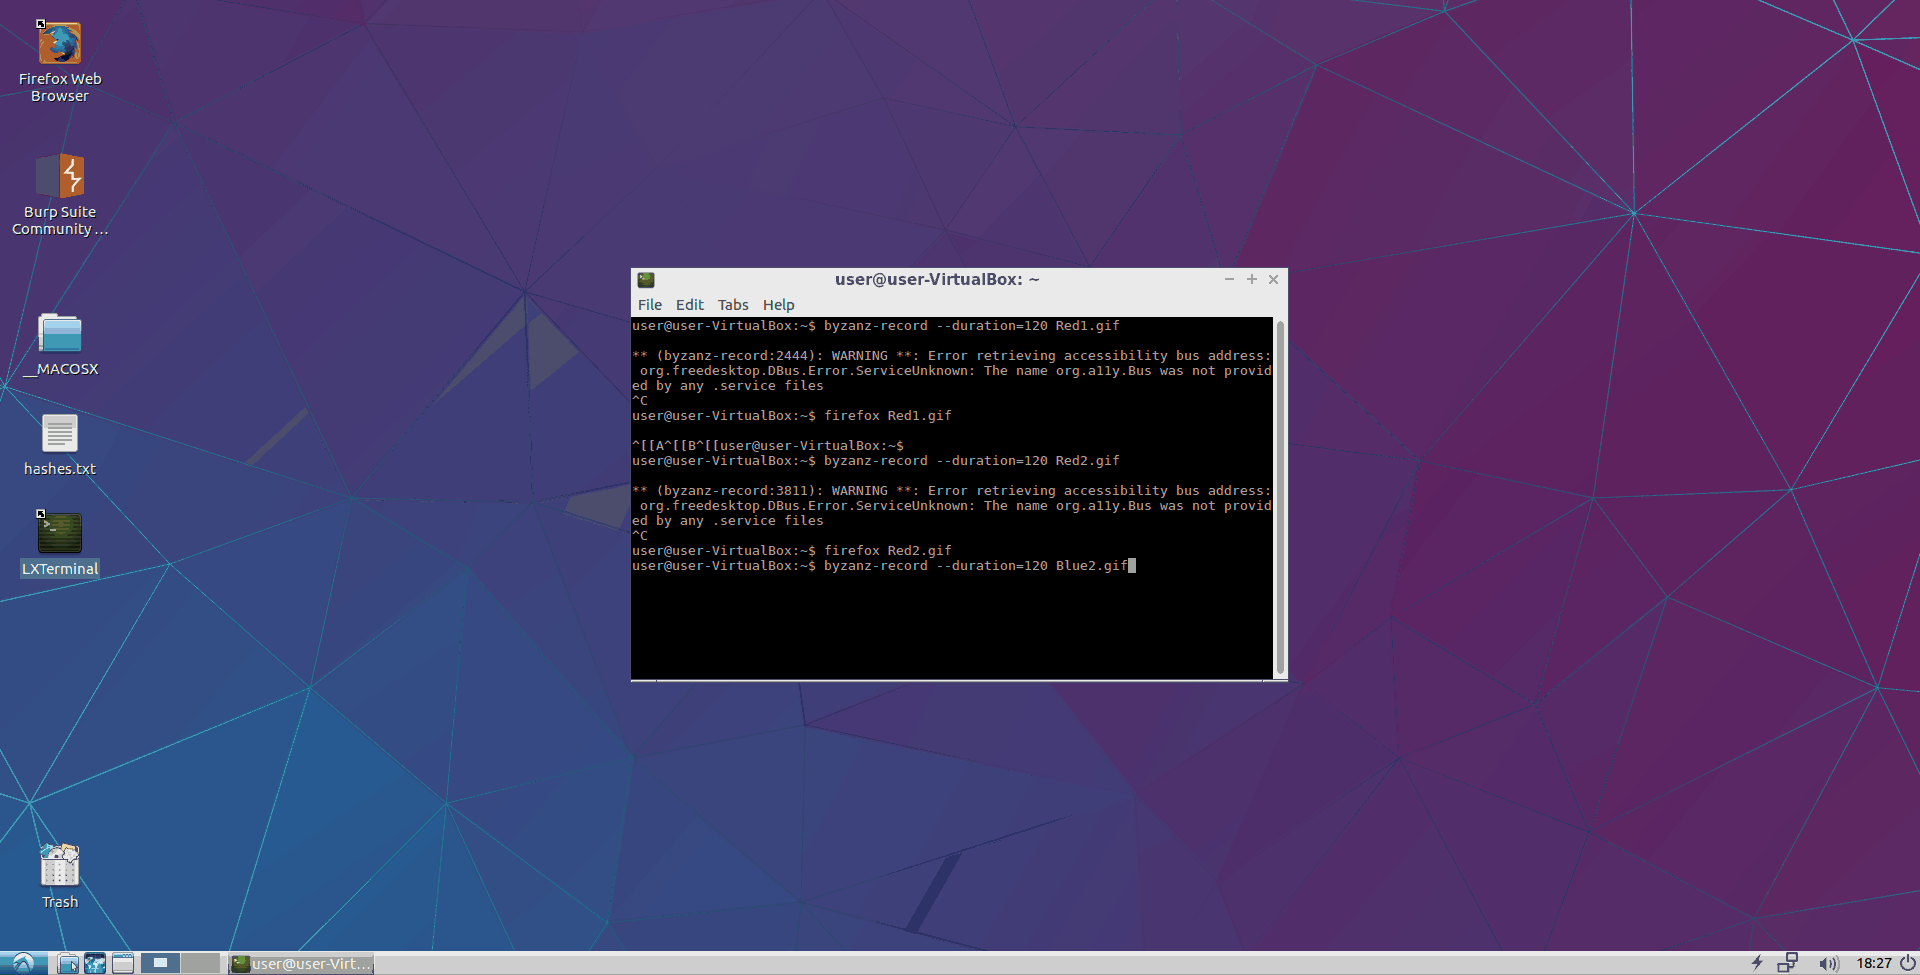 Firefox Web
Browser
Burp Suite
Community ...
__MACOSX
hashes.txt
LXTerminal
Trash
user@user-VirtualBox: ~
File Edit Tabs Help
user@user-VirtualBox:~$ byzanz-record --duration=120 Red1.gif
** (byzanz-record:2444): WARNING **: Error retrieving accessibility bus address:
 org.freedesktop.DBus.Error.ServiceUnknown: The name org.a11y.Bus was not provid
ed by any .service files
^C
user@user-VirtualBox:~$ firefox Red1.gif
^[[A^[[B^[[user@user-VirtualBox:~$
user@user-VirtualBox:~$ byzanz-record --duration=120 Red2.gif
** (byzanz-record:3811): WARNING **: Error retrieving accessibility bus address:
 org.freedesktop.DBus.Error.ServiceUnknown: The name org.a11y.Bus was not provid
ed by any .service files
^C
user@user-VirtualBox:~$ firefox Red2.gif
user@user-VirtualBox:~$ byzanz-record --duration=120 Blue2.gif
user@user-Virt...
18:27